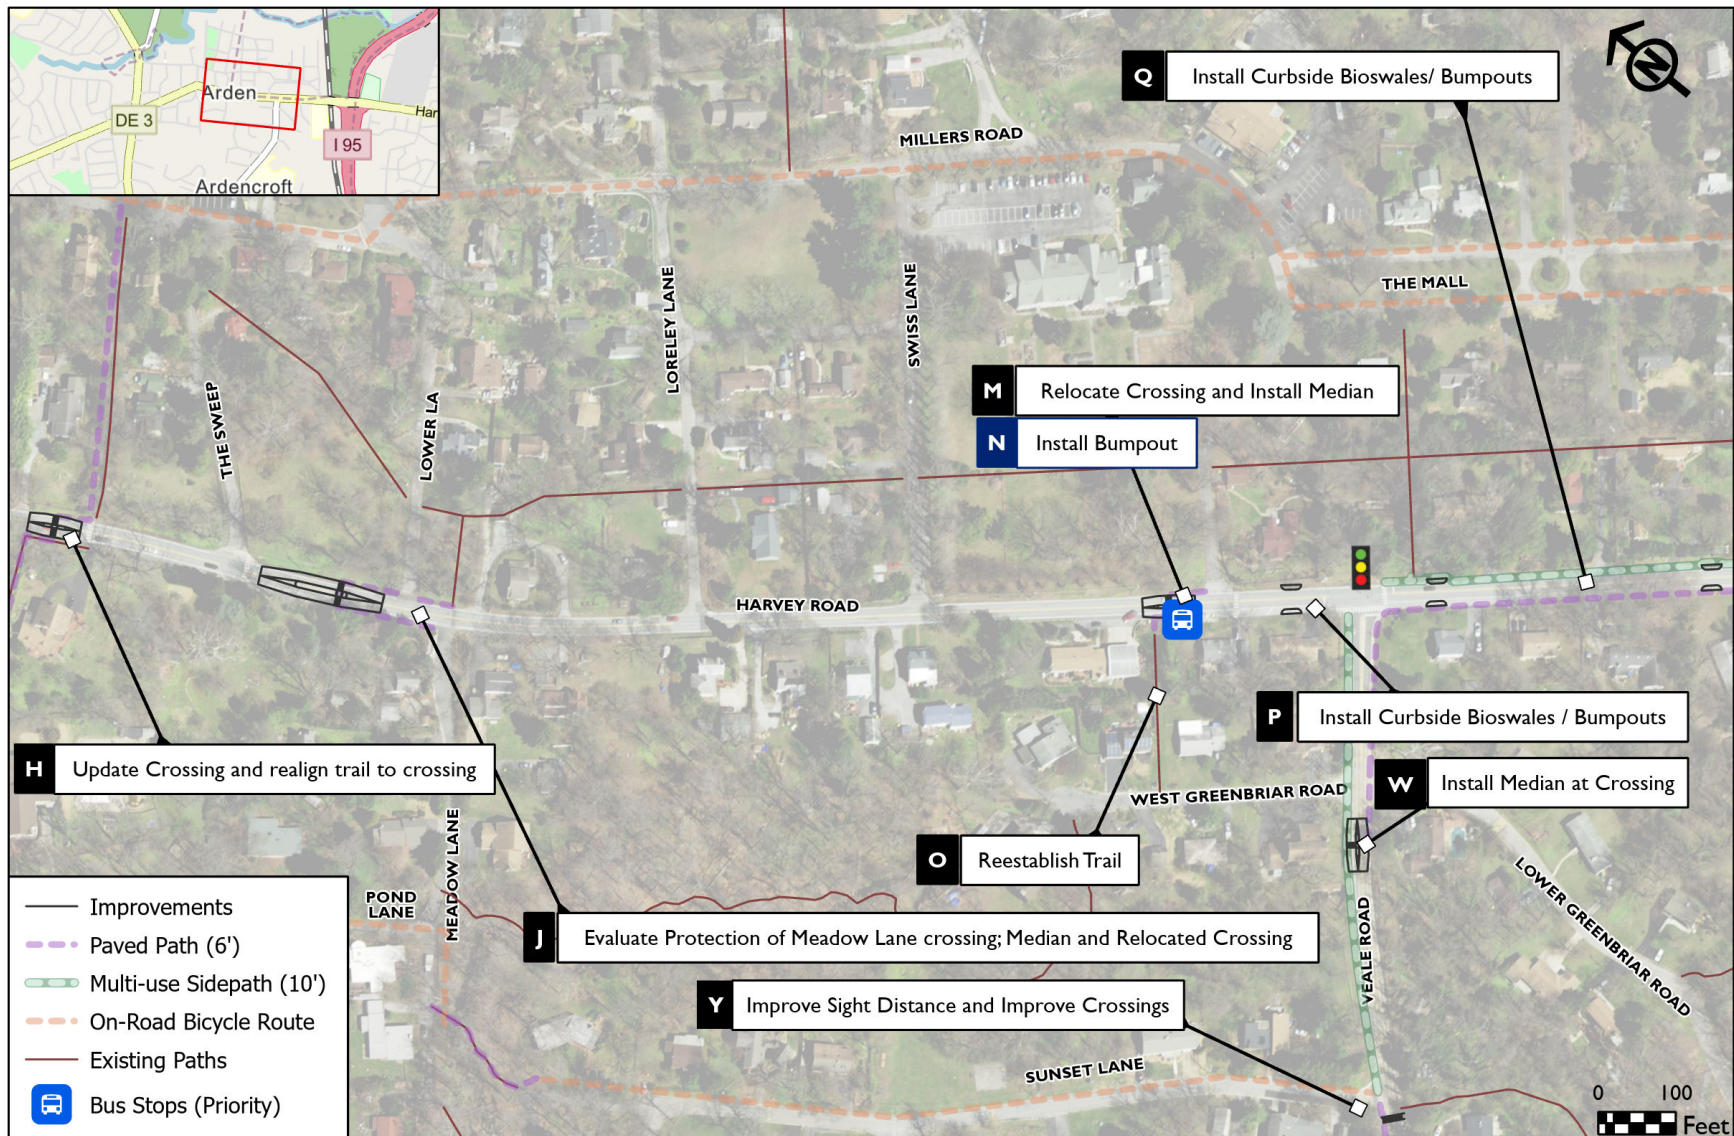 Arden
DE 3
I 95
Har
Ardencroft
N
Q Install Curbside Bioswales/ Bumpouts
MILLERS ROAD
THE MALL
LORELEY LANE
SWISS LANE
THE SWEEP
LOWER LA
M Relocate Crossing and Install Median
N Install Bumpout
HARVEY ROAD
P Install Curbside Bioswales / Bumpouts
H Update Crossing and realign trail to crossing
W Install Median at Crossing
WEST GREENBRIAR ROAD
O Reestablish Trail
MEADOW LANE
POND
LANE
LOWER GREENBRIAR ROAD
VEALE ROAD
J Evaluate Protection of Meadow Lane crossing; Median and Relocated Crossing
Y Improve Sight Distance and Improve Crossings
SUNSET LANE
Improvements
Paved Path (6')
Multi-use Sidepath (10')
On-Road Bicycle Route
Existing Paths
Bus Stops (Priority)
0 100
Feet